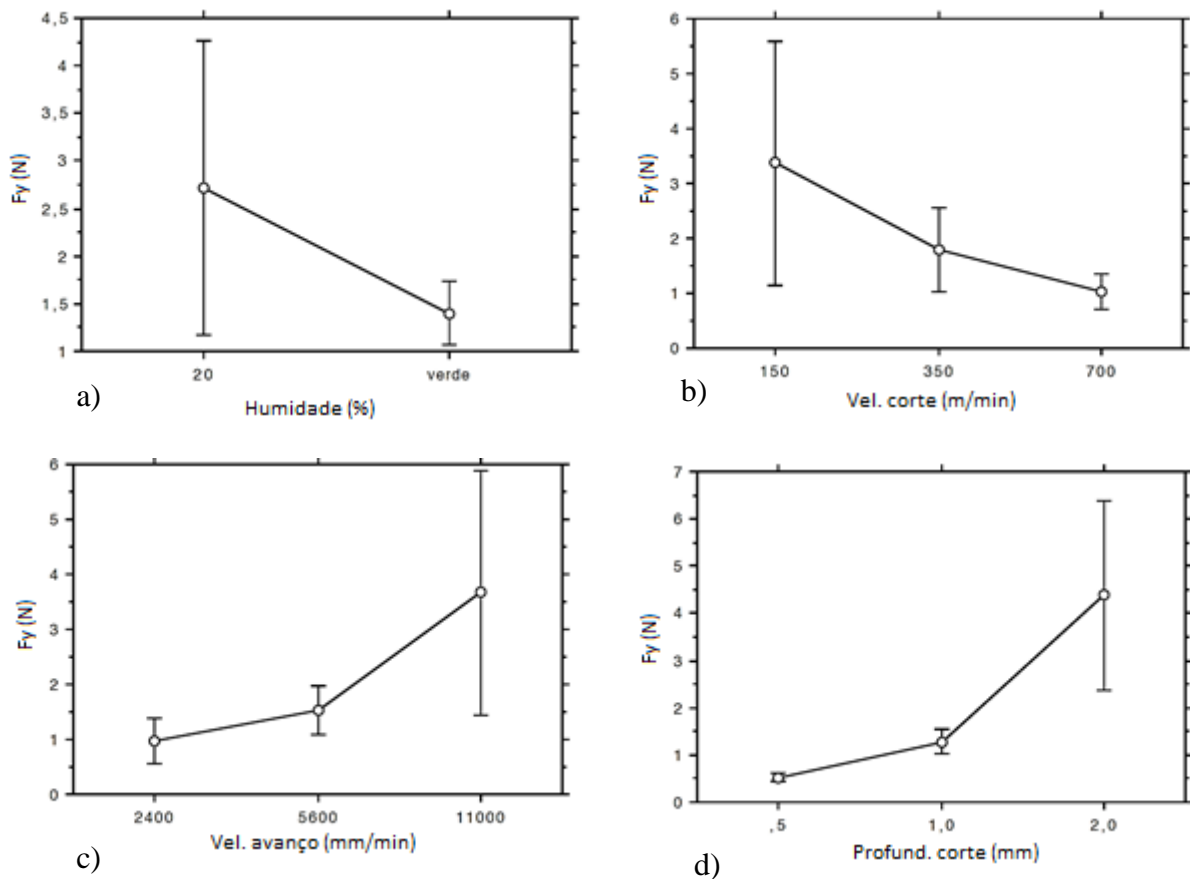 4,5
4
3,5
3
2,5
2
1,5
1
Fy (N)
20 verde
Humidade (%)
a)
6
5
4
3
2
1
0
Fy (N)
150 350 700
Vel. corte (m/min)
b)
6
5
4
3
2
1
0
Fy (N)
2400 5600 11000
Vel. avanço (mm/min)
c)
7
6
5
4
3
2
1
0
Fy (N)
,5 1,0 2,0
Profund. corte (mm)
d)